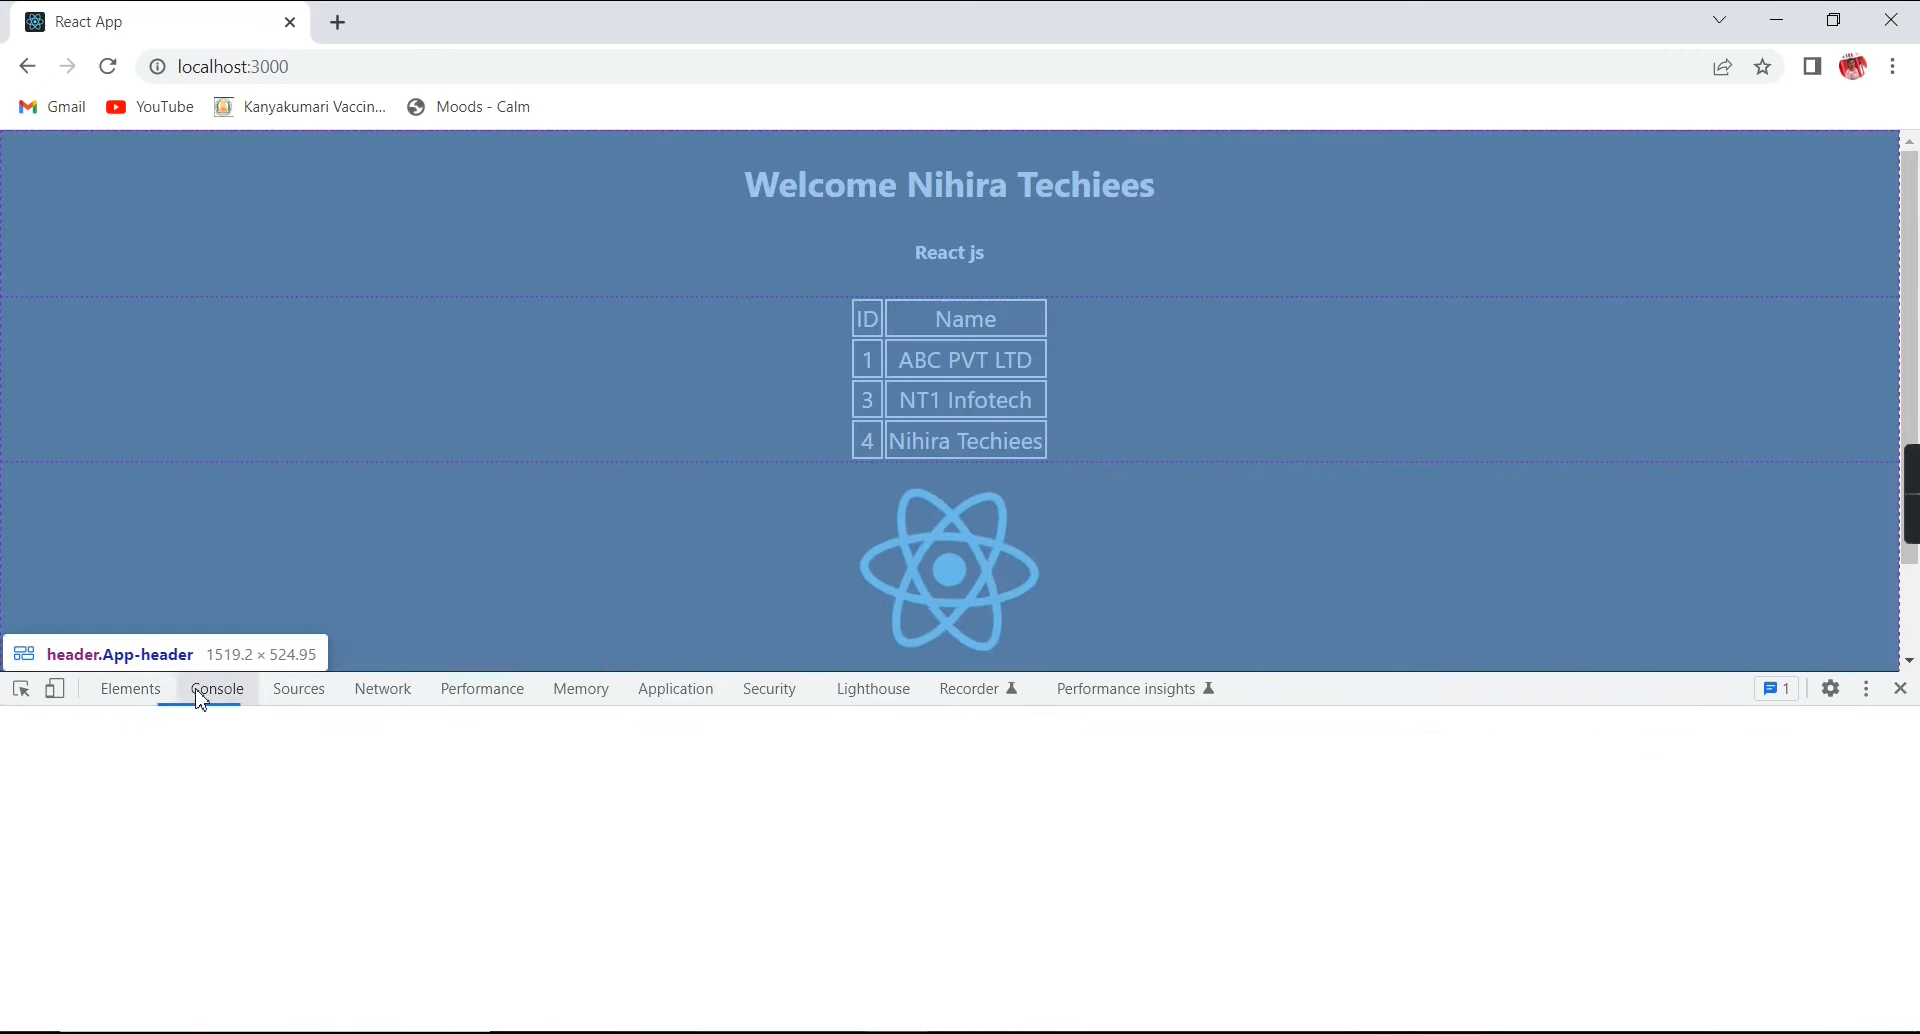 React App
localhost:3000
Gmail YouTube Kanyakumari Vaccin... Moods - Calm
Welcome Nihira Techiees
React js
ID Name
1 ABC PVT LTD
3 NT1 Infotech
4 Nihira Techiees
header.App-header 1519.2 × 524.95
Elements Console Sources Network Performance Memory Application Security Lighthouse Recorder Performance insights 1